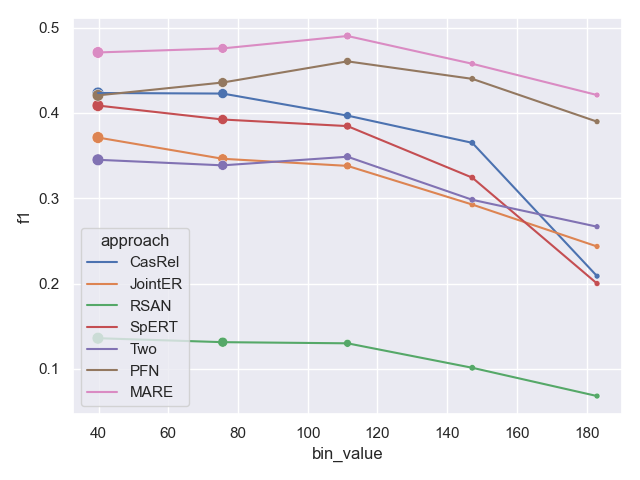 0.5
0.4
0.3
0.2
0.1
f1
approach
CasRel
JointER
RSAN
SpERT
Two
PFN
MARE
40 60 80 100 120 140 160 180
bin_value